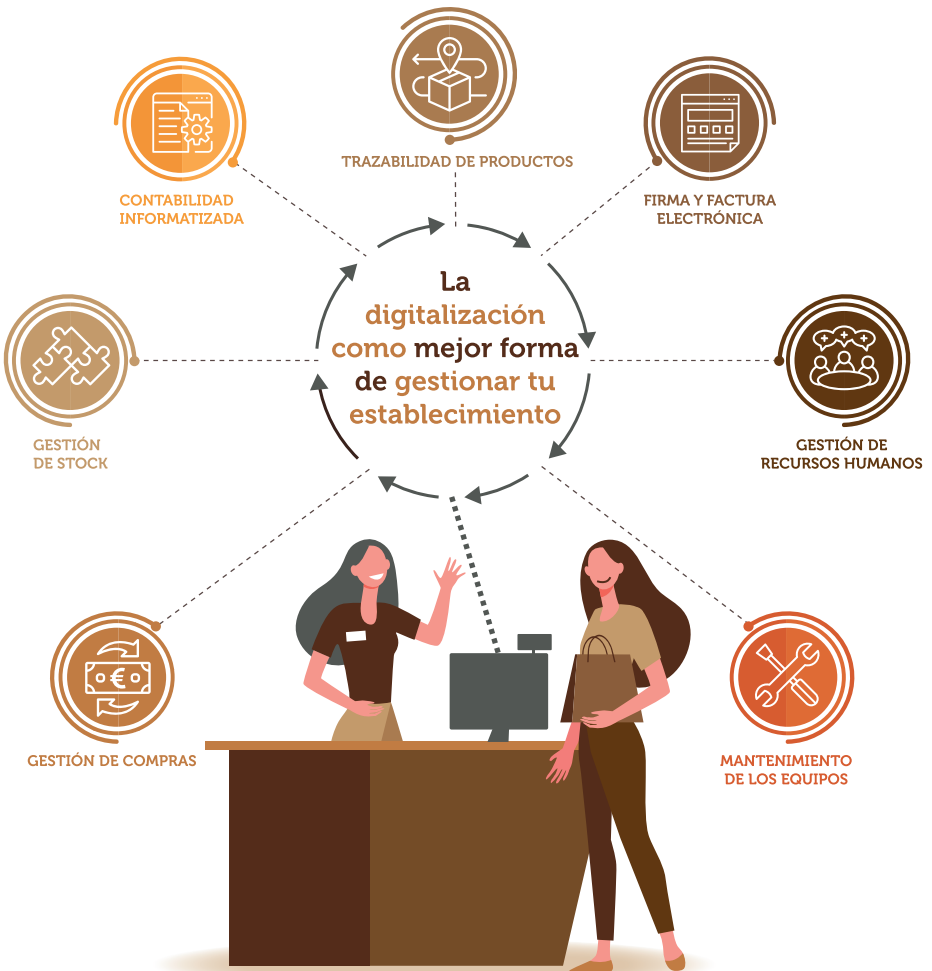 TRAZABILIDAD DE PRODUCTOS
CONTABILIDAD
INFORMATIZADA
FIRMA Y FACTURA
ELECTRÓNICA
La
digitalización
como mejor forma
de gestionar tu
establecimiento
GESTIÓN
DE STOCK
GESTIÓN DE
RECURSOS HUMANOS
€
GESTIÓN DE COMPRAS
MANTENIMIENTO
DE LOS EQUIPOS